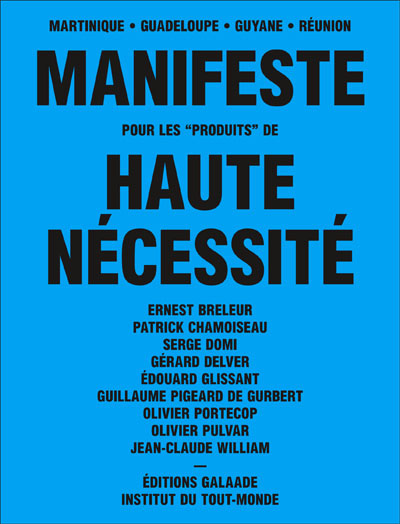 MARTINIQUE • GUADELOUPE • GUYANE • RÉUNION
MANIFESTE
POUR LES “PRODUITS” DE
HAUTE
NÉCESSITÉ
ERNEST BRELEUR
PATRICK CHAMOISEAU
SERGE DOMI
GÉRARD DELVER
ÉDOUARD GLISSANT
GUILLAUME PIGEARD DE GURBERT
OLIVIER PORTECOP
OLIVIER PULVAR
JEAN-CLAUDE WILLIAM
—
ÉDITIONS GALAADE
INSTITUT DU TOUT-MONDE